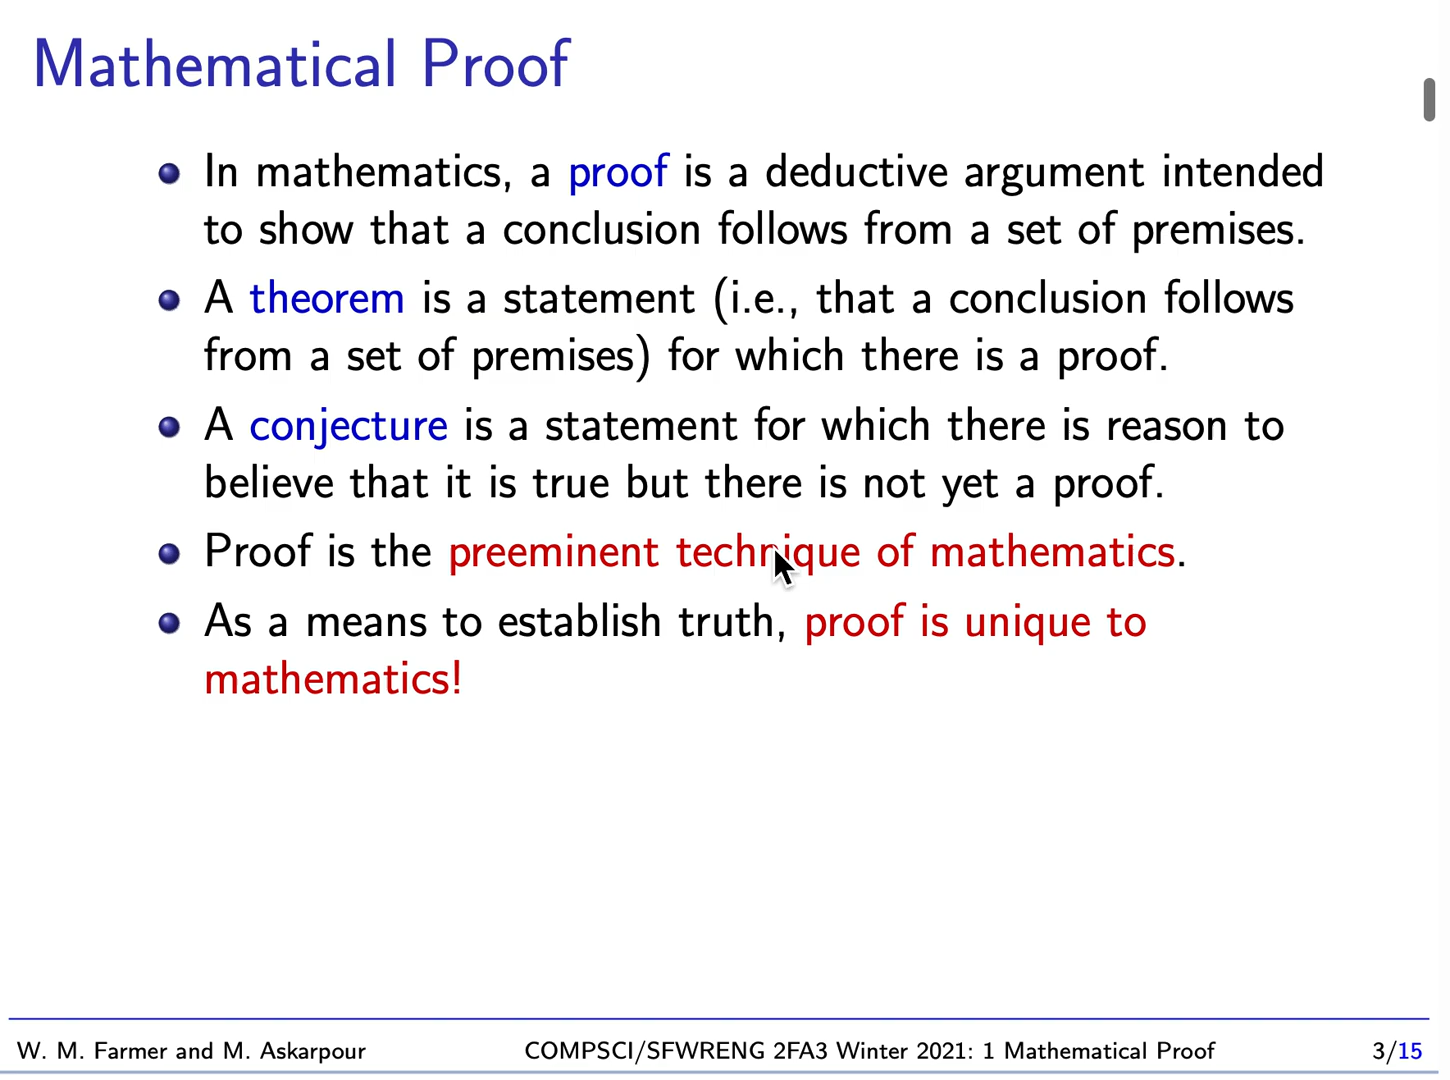 Mathematical Proof
In mathematics, a proof is a deductive argument intended
to show that a conclusion follows from a set of premises.
A theorem is a statement (i.e., that a conclusion follows
from a set of premises) for which there is a proof.
A conjecture is a statement for which there is reason to
believe that it is true but there is not yet a proof.
Proof is the preeminent technique of mathematics.
As a means to establish truth, proof is unique to
mathematics!
W. M. Farmer and M. Askarpour COMPSCI/SFWRENG 2FA3 Winter 2021: 1 Mathematical Proof 3/15